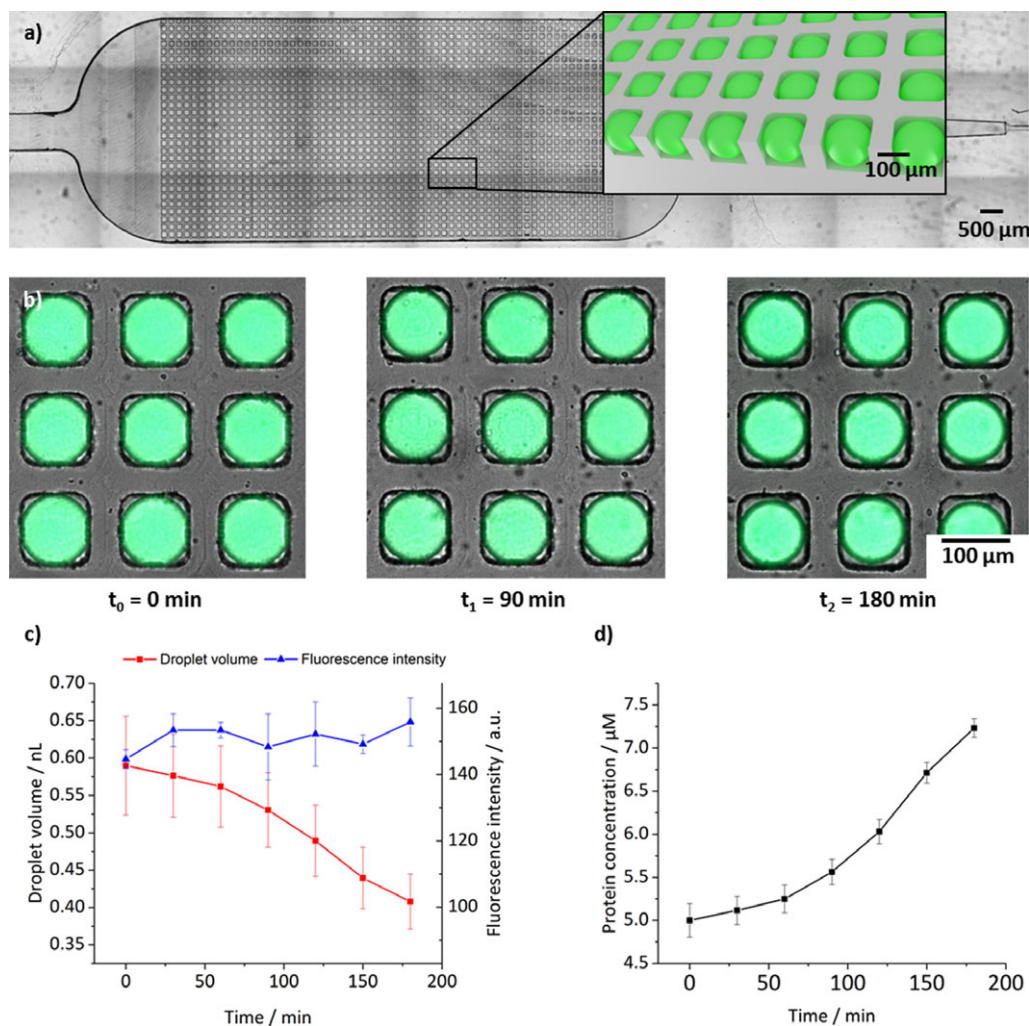 a)
100 µm
500 µm
b)
100 µm
t₀ = 0 min
t₁ = 90 min
t₂ = 180 min
c)
d)
Droplet volume
Fluorescence intensity
0.70
0.65
0.60
0.55
0.50
0.45
0.40
0.35
Droplet volume / nL
160
140
120
100
Fluorescence intensity / a.u.
0
50
100
150
200
Time / min
7.5
7.0
6.5
6.0
5.5
5.0
4.5
Protein concentration / µM
0
50
100
150
200
Time / min